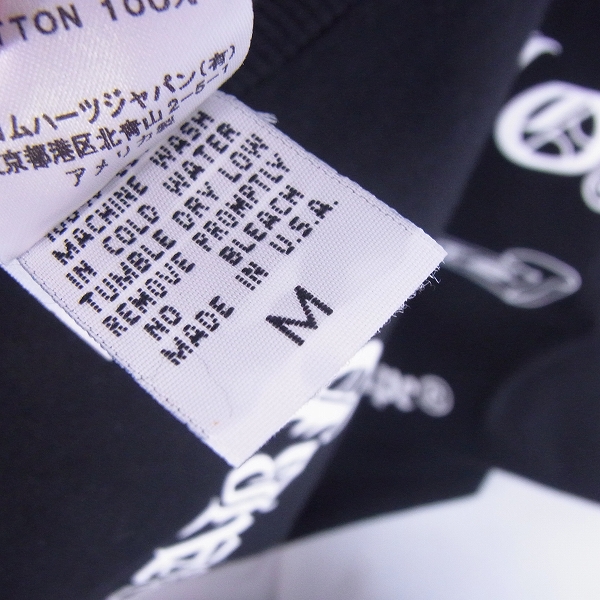 TTON 100%
ムハーツジャパン(有)
京都港区北青山2-5-1
アメリカ製
MACHINE WASH
IN COLD WATER
TUMBLE DRY LOW
REMOVE PROMPTLY
NO BLEACH
MADE IN U.S.A
M